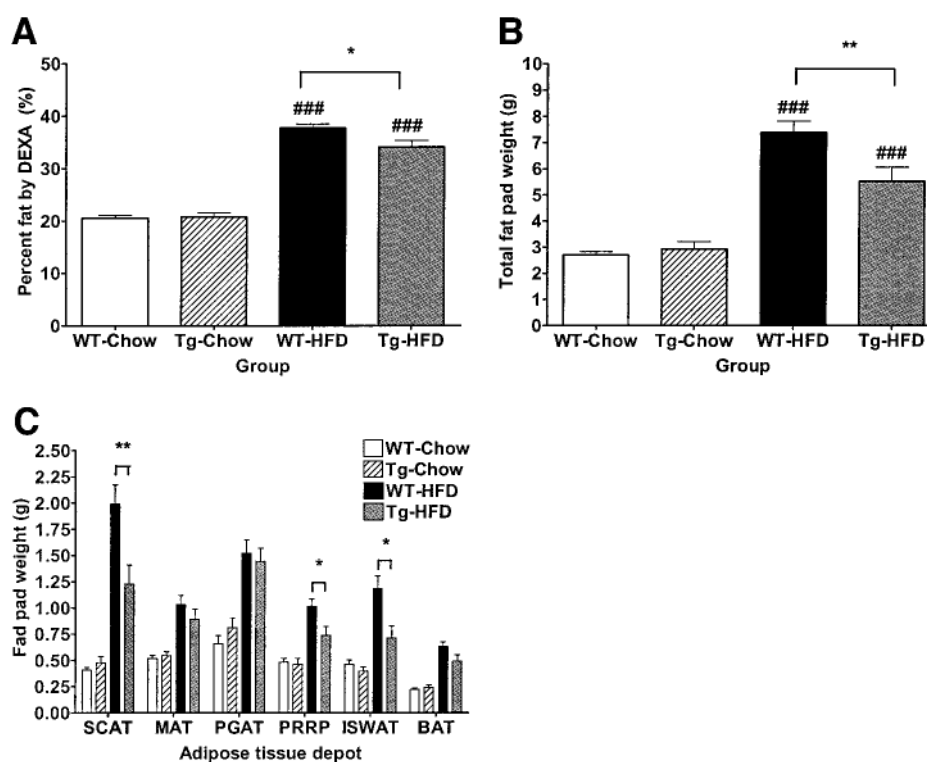 A
Percent fat by DEXA (%)
50
40
30
20
10
0
*
###
###
WT-Chow Tg-Chow WT-HFD Tg-HFD
Group
B
Total fat pad weight (g)
10
9
8
7
6
5
4
3
2
1
0
**
###
###
WT-Chow Tg-Chow WT-HFD Tg-HFD
Group
C
Fad pad weight (g)
2.50
2.25
2.00
1.75
1.50
1.25
1.00
0.75
0.50
0.25
0.00
**
*
*
WT-Chow
Tg-Chow
WT-HFD
Tg-HFD
SCAT MAT PGAT PRRP ISWAT BAT
Adipose tissue depot